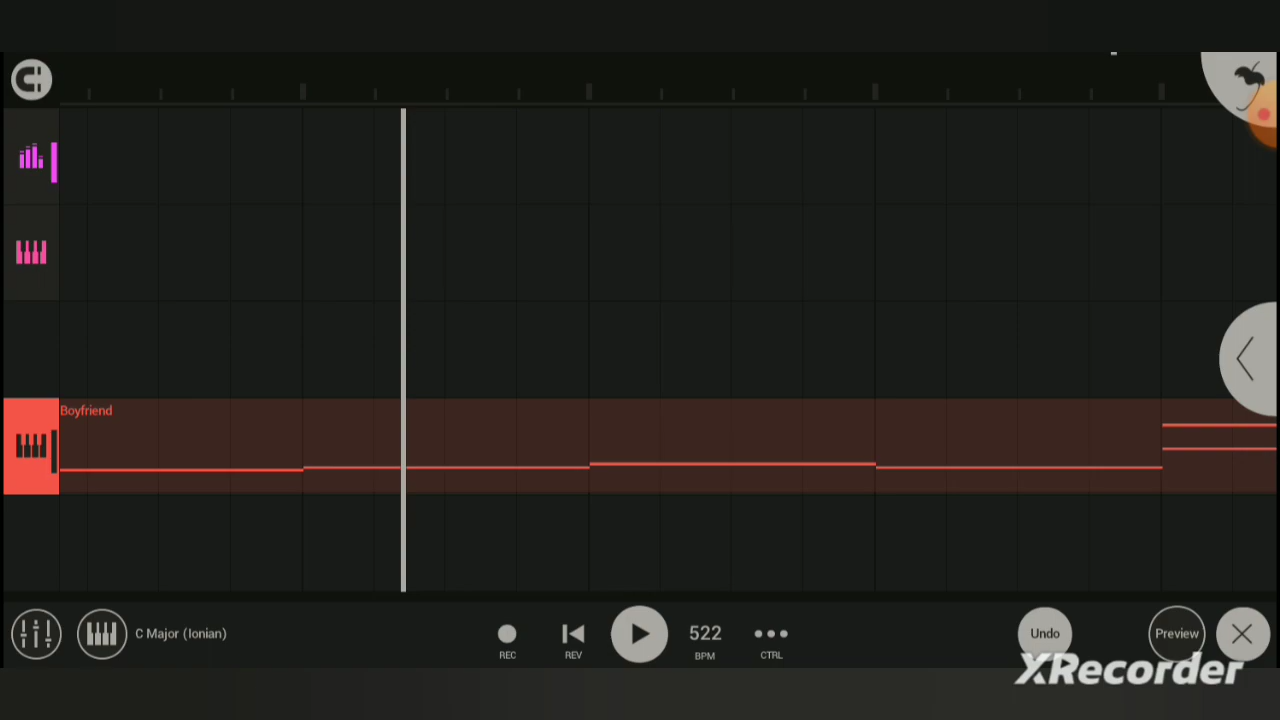 Boyfriend
C Major (Ionian)
REC
REV
522
BPM
CTRL
Undo
Preview
XRecorder